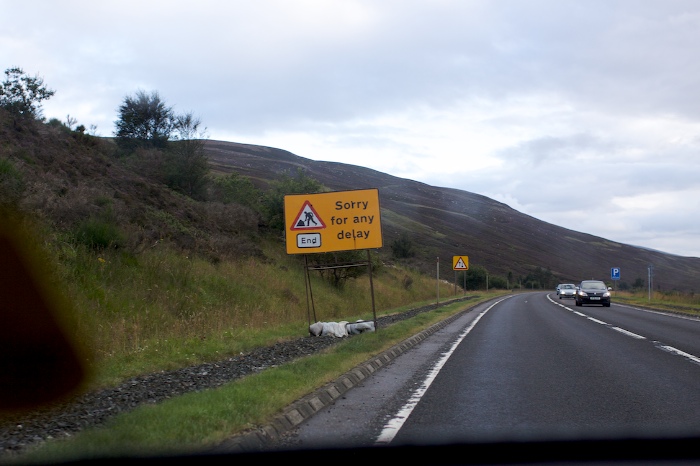 Sorry
for any
delay
End
P